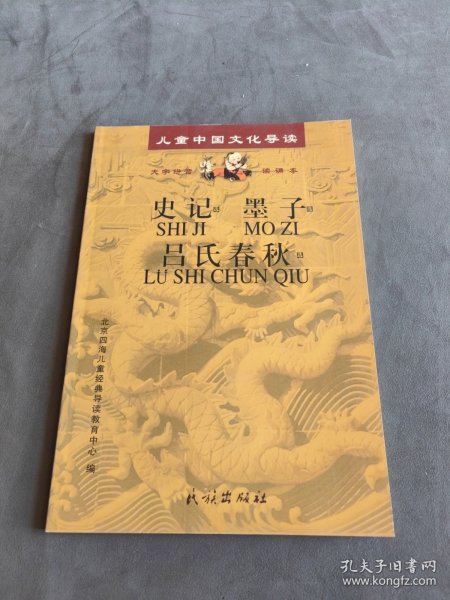 儿童中国文化导读
大字拼音 读诵本
史记选 墨子选
SHI JI MO ZI
吕氏春秋选
LÜ SHI CHUN QIU
北京四海儿童经典导读教育中心 编
民族出版社
孔夫子旧书网
www.kongfz.com